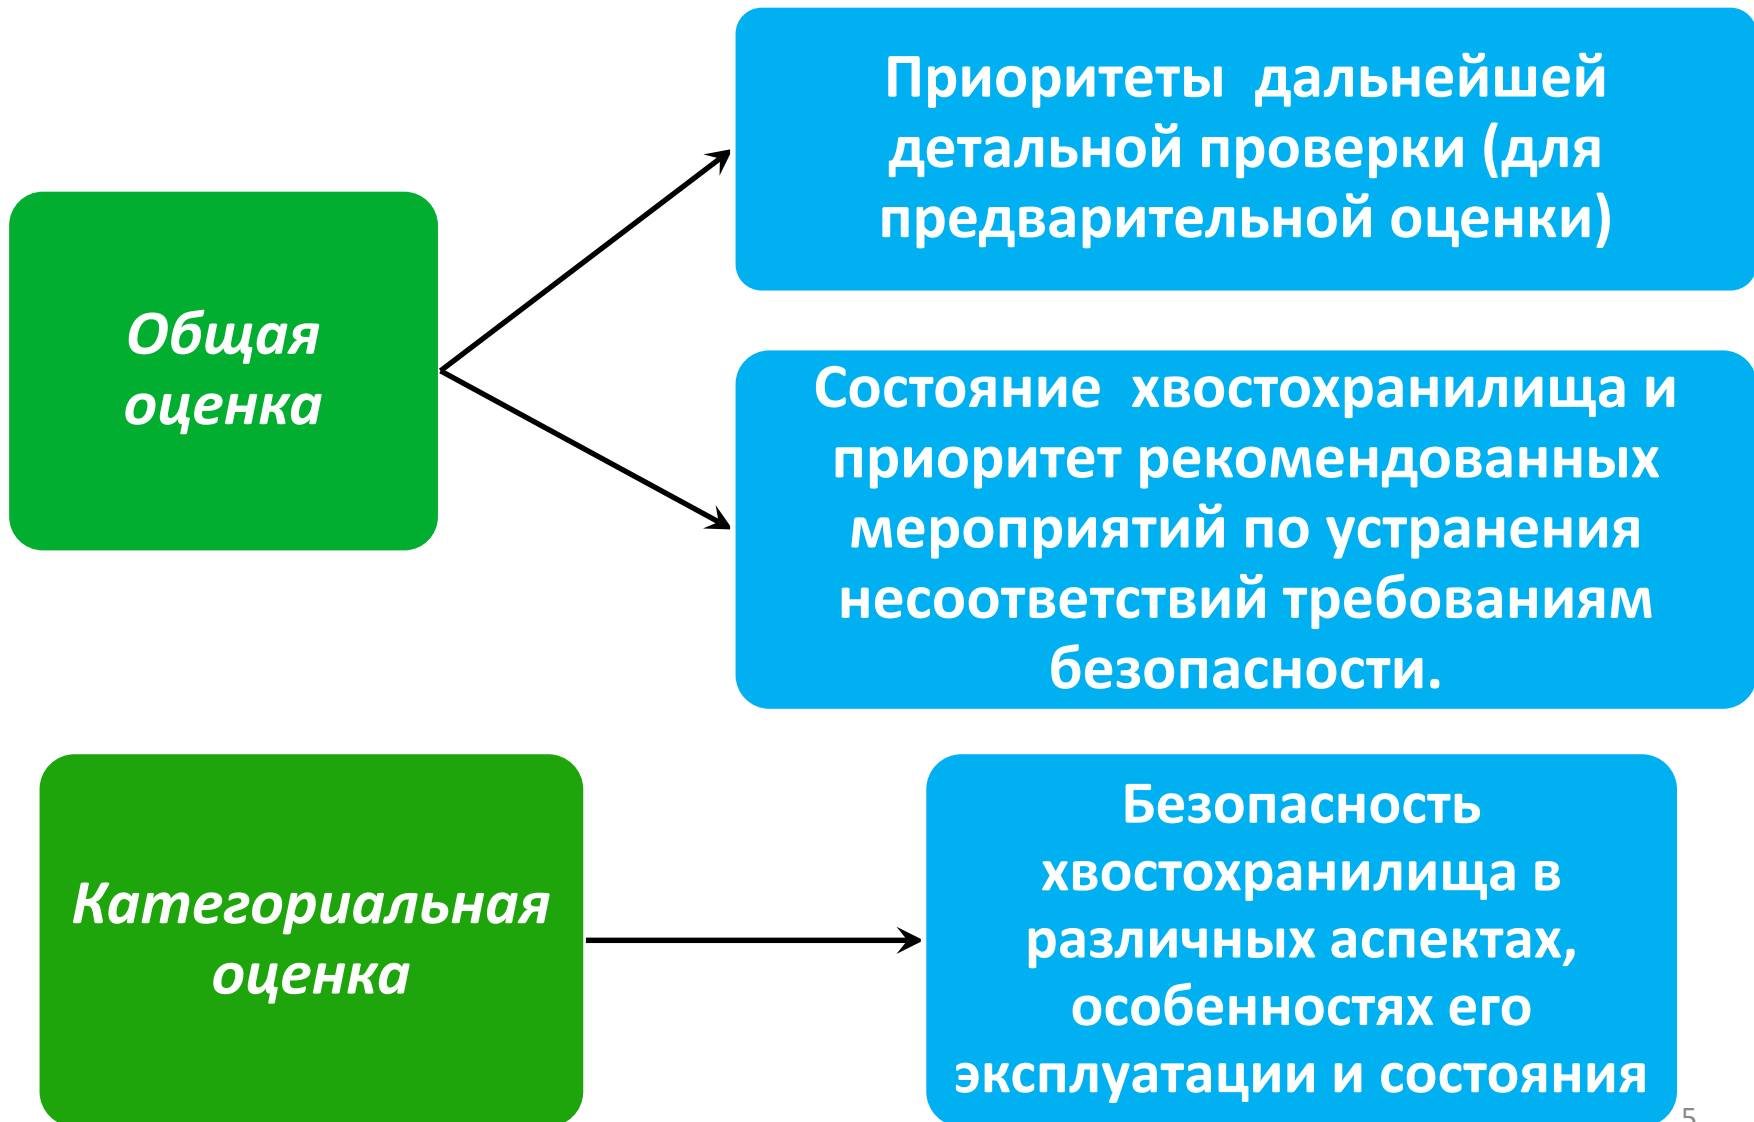 Общая
оценка
Приоритеты дальнейшей
детальной проверки (для
предварительной оценки)
Состояние хвостохранилища и
приоритет рекомендованных
мероприятий по устранения
несоответствий требованиям
безопасности.
Категориальная
оценка
Безопасность
хвостохранилища в
различных аспектах,
особенностях его
эксплуатации и состояния
5